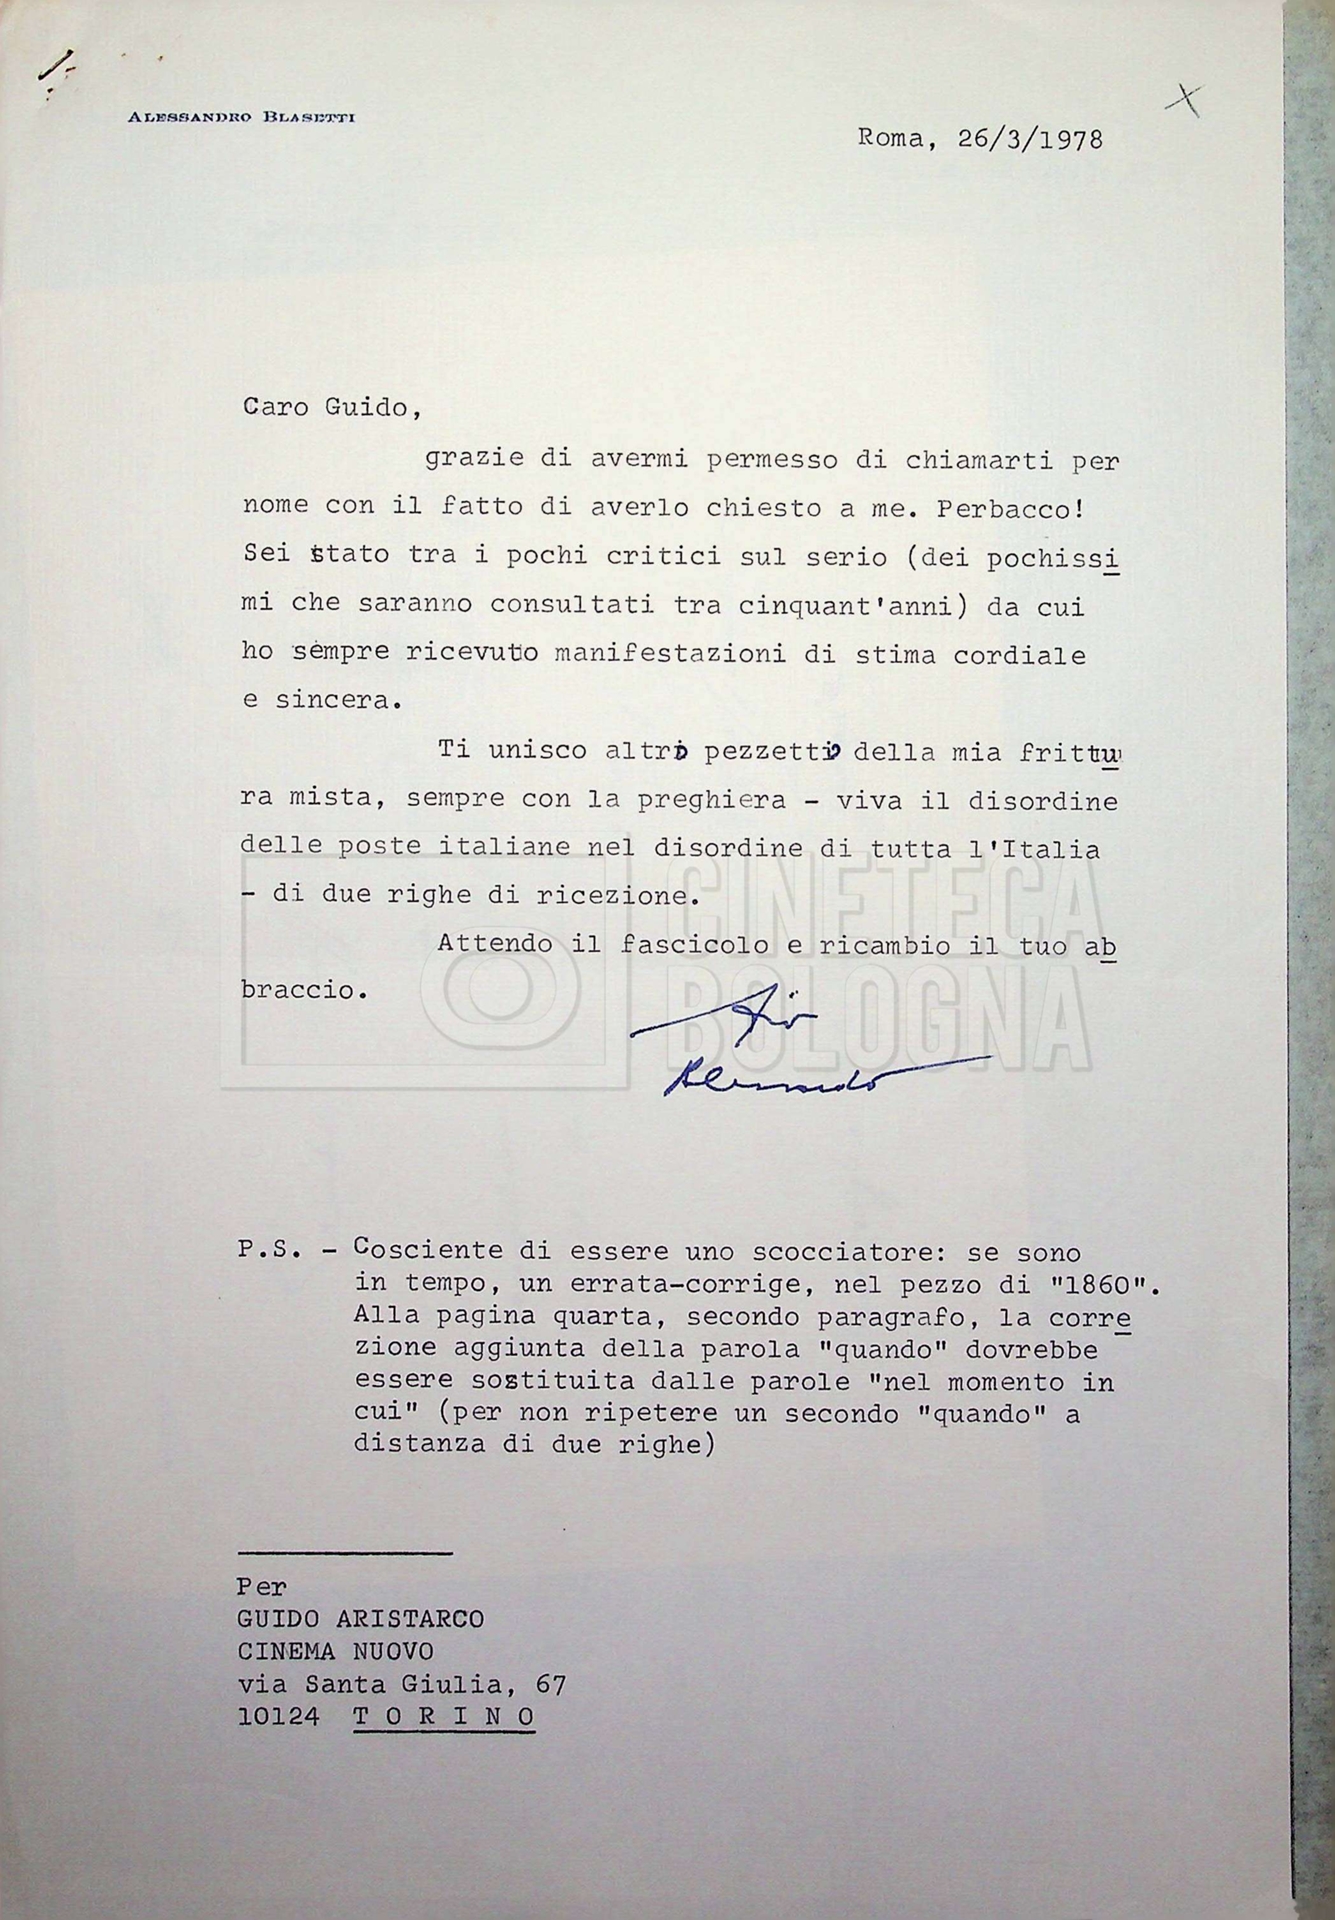 ALESSANDRO BLASETTI
Roma, 26/3/1978
Caro Guido,
grazie di avermi permesso di chiamarti per
nome con il fatto di averlo chiesto a me. Perbacco!
Sei stato tra i pochi critici sul serio (dei pochissi
mi che saranno consultati tra cinquant'anni) da cui
ho sempre ricevuto manifestazioni di stima cordiale
e sincera.
Ti unisco altro pezzetto della mia frittu
ra mista, sempre con la preghiera - viva il disordine
delle poste italiane nel disordine di tutta l'Italia
- di due righe di ricezione.
Attendo il fascicolo e ricambio il tuo ab
braccio.
CINETECA
BOLOGNA
P.S. - Cosciente di essere uno scocciatore: se sono
in tempo, un errata-corrige, nel pezzo di "1860".
Alla pagina quarta, secondo paragrafo, la corre
zione aggiunta della parola "quando" dovrebbe
essere sostituita dalle parole "nel momento in
cui" (per non ripetere un secondo "quando" a
distanza di due righe)
Per
GUIDO ARISTARCO
CINEMA NUOVO
via Santa Giulia, 67
10124 T O R I N O